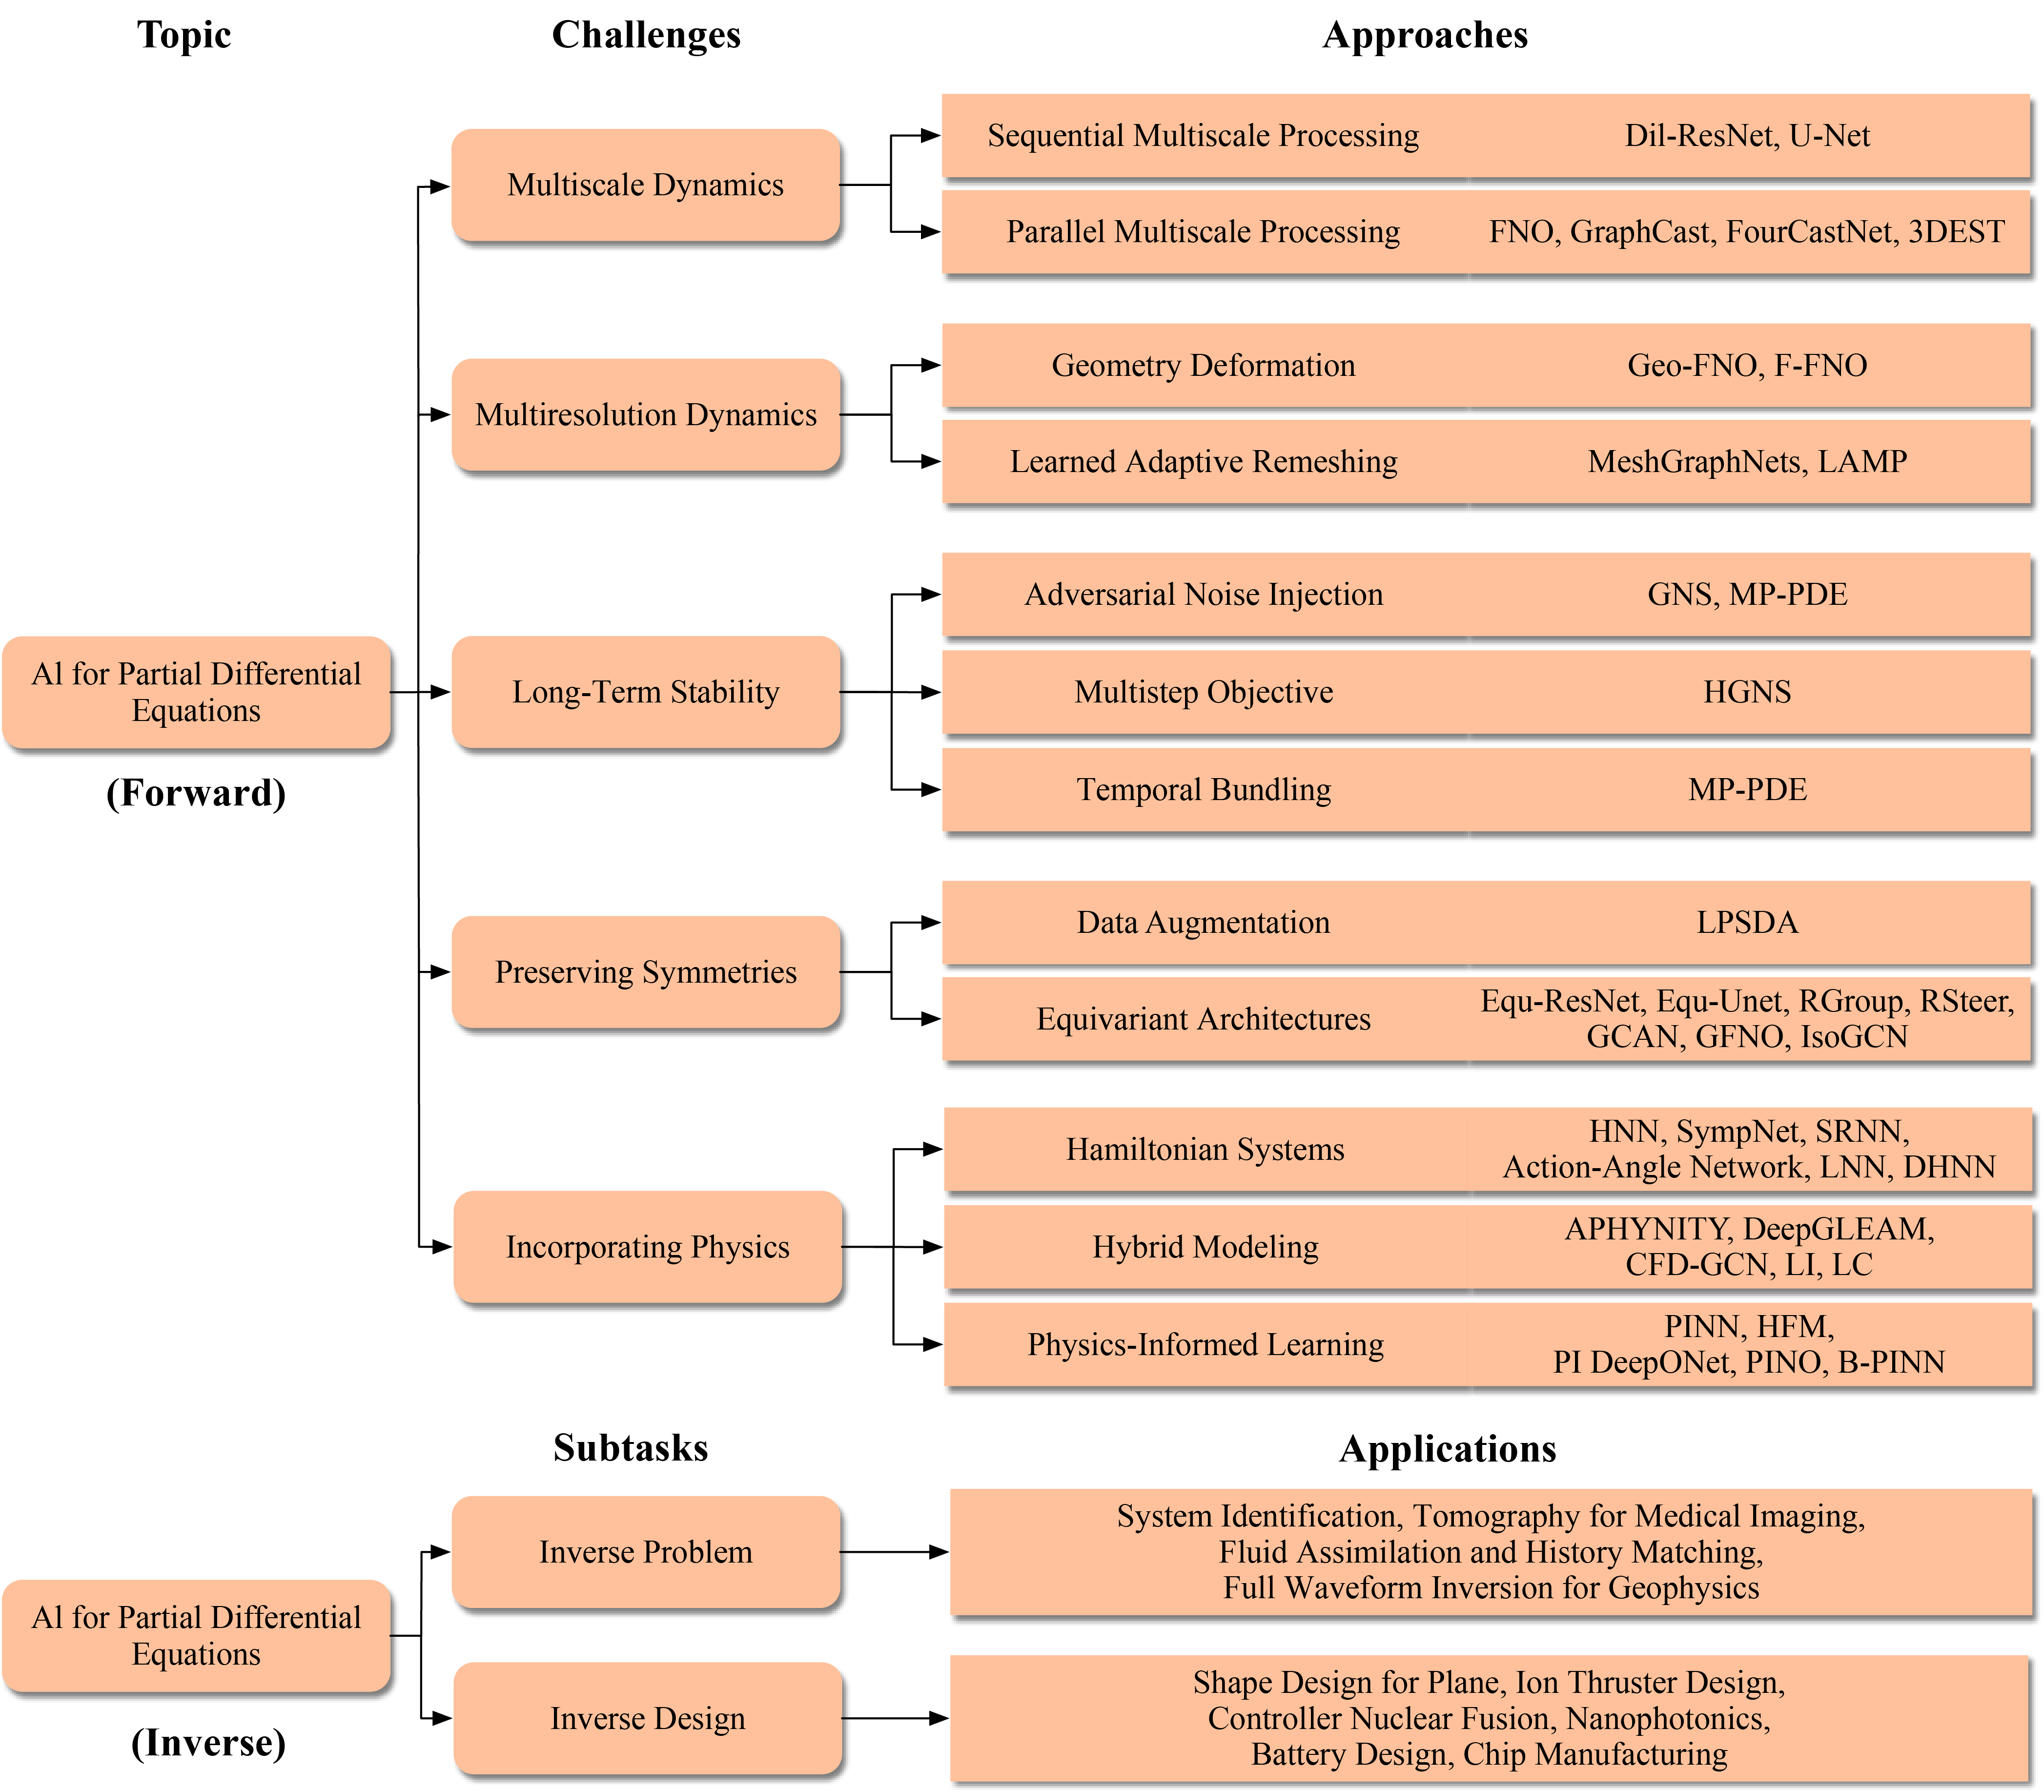 Topic
Challenges
Approaches
Multiscale Dynamics
Sequential Multiscale Processing
Dil-ResNet, U-Net
Parallel Multiscale Processing
FNO, GraphCast, FourCastNet, 3DEST
Multiresolution Dynamics
Geometry Deformation
Geo-FNO, F-FNO
Learned Adaptive Remeshing
MeshGraphNets, LAMP
AI for Partial Differential
Equations
(Forward)
Long-Term Stability
Adversarial Noise Injection
GNS, MP-PDE
Multistep Objective
HGNS
Temporal Bundling
MP-PDE
Preserving Symmetries
Data Augmentation
LPSDA
Equivariant Architectures
Equ-ResNet, Equ-Unet, RGroup, RSteer,
GCAN, GFNO, IsoGCN
Incorporating Physics
Hamiltonian Systems
HNN, SympNet, SRNN,
Action-Angle Network, LNN, DHNN
Hybrid Modeling
APHYNITY, DeepGLEAM,
CFD-GCN, LI, LC
Physics-Informed Learning
PINN, HFM,
PI DeepONet, PINO, B-PINN
Subtasks
Applications
AI for Partial Differential
Equations
(Inverse)
Inverse Problem
System Identification, Tomography for Medical Imaging,
Fluid Assimilation and History Matching,
Full Waveform Inversion for Geophysics
Inverse Design
Shape Design for Plane, Ion Thruster Design,
Controller Nuclear Fusion, Nanophotonics,
Battery Design, Chip Manufacturing